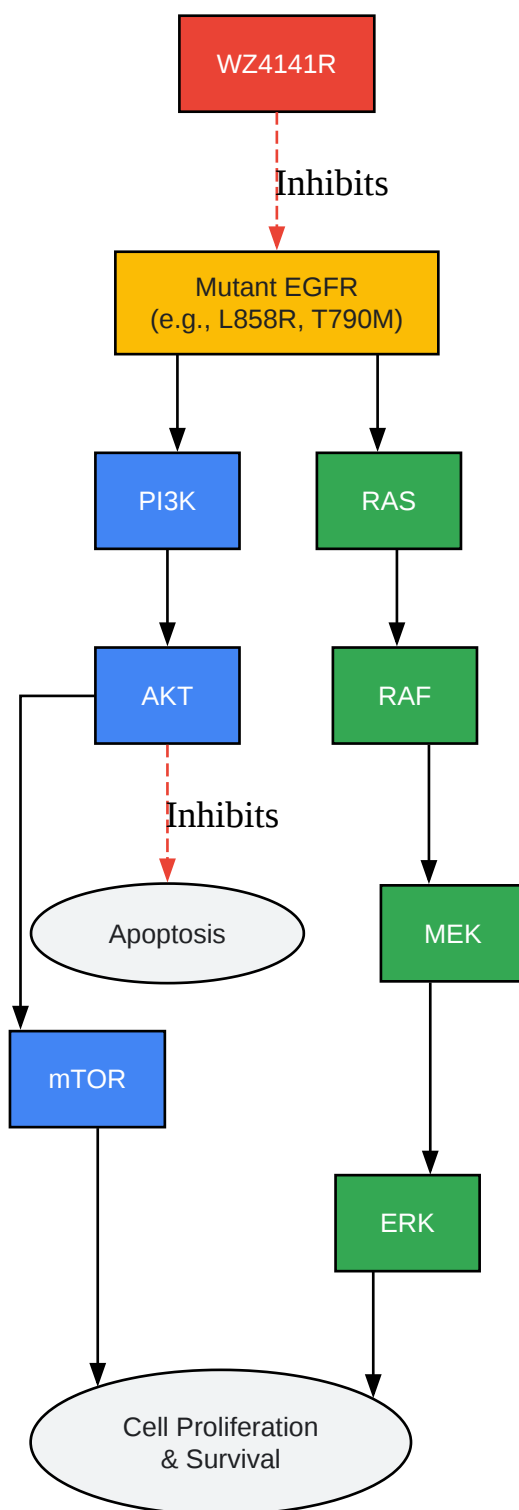 WZ4141R
Inhibits
Mutant EGFR
(e.g., L858R, T790M)
PI3K
RAS
AKT
RAF
Inhibits
Apoptosis
MEK
mTOR
ERK
Cell Proliferation
& Survival